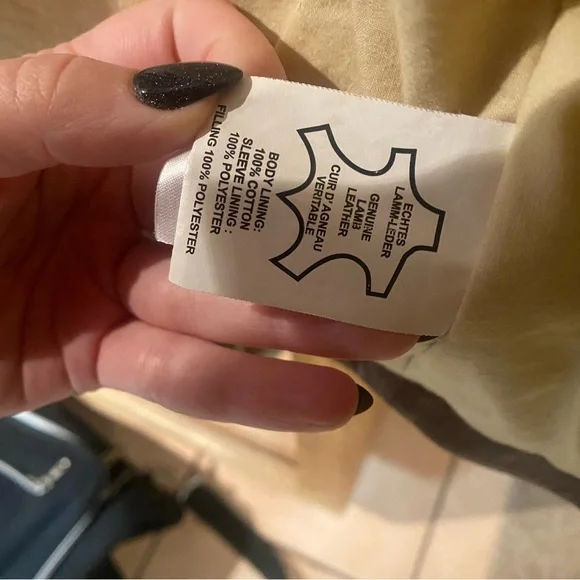 ECHTES
LAMM-LEDER
GENUINE
LAMB
LEATHER
CUIR D'AGNEAU
VERITABLE
BODY LINING:
100% COTTON
SLEEVE LINING :
100% POLYESTER
FILLING 100% POLYESTER